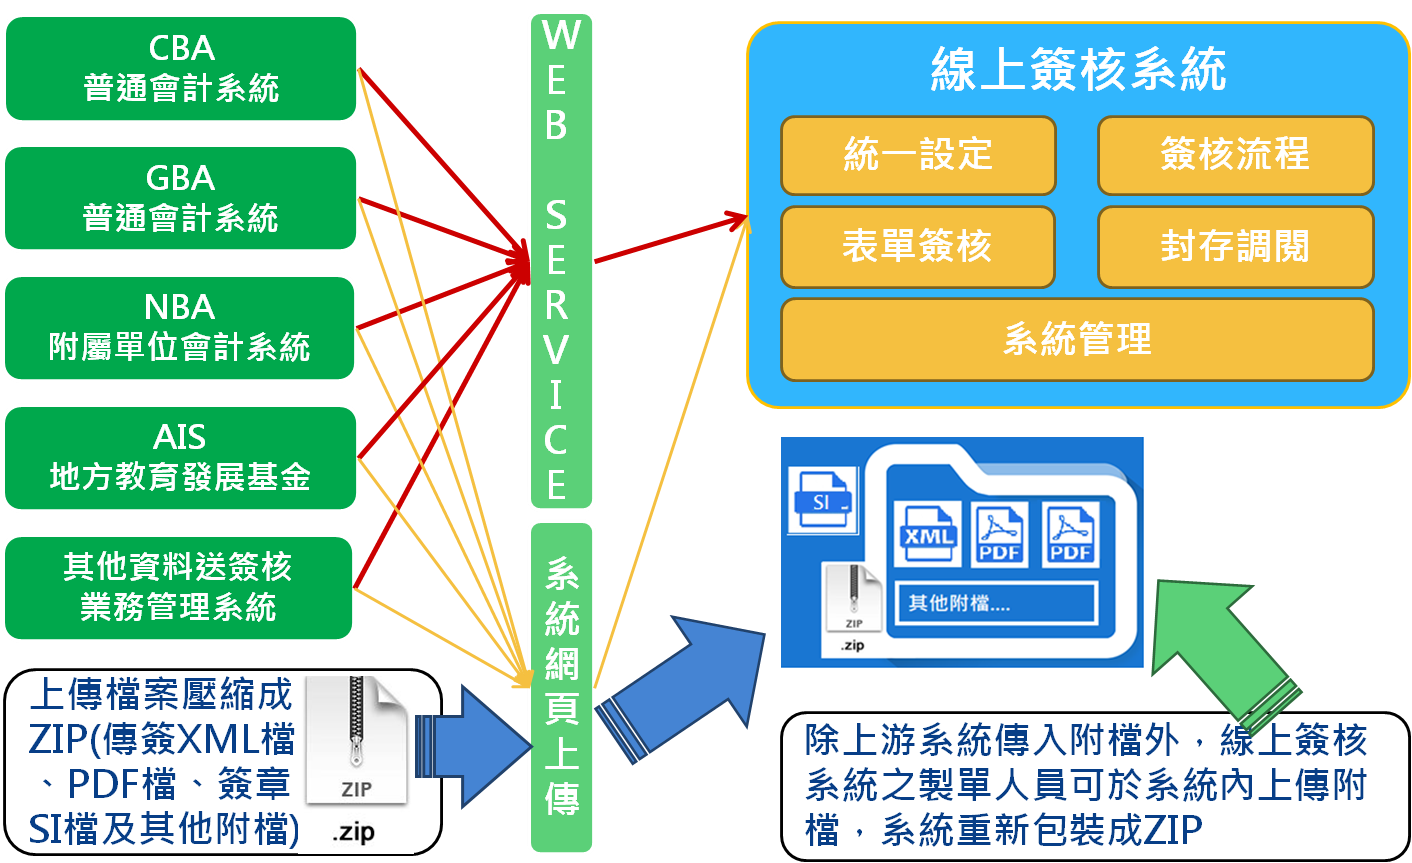 CBA
普通會計系統
GBA
普通會計系統
NBA
附屬單位會計系統
AIS
地方教育發展基金
其他資料送簽核
業務管理系統
上傳檔案壓縮成
ZIP(傳簽XML檔
、PDF檔、簽章
SI檔及其他附檔)
ZIP
.zip
WEB SERVICE
系統網頁上傳
線上簽核系統
統一設定
簽核流程
表單簽核
封存調閱
系統管理
SI
XML
PDF
PDF
其他附檔....
ZIP
.zip
除上游系統傳入附檔外，線上簽核
系統之製單人員可於系統內上傳附
檔，系統重新包裝成ZIP